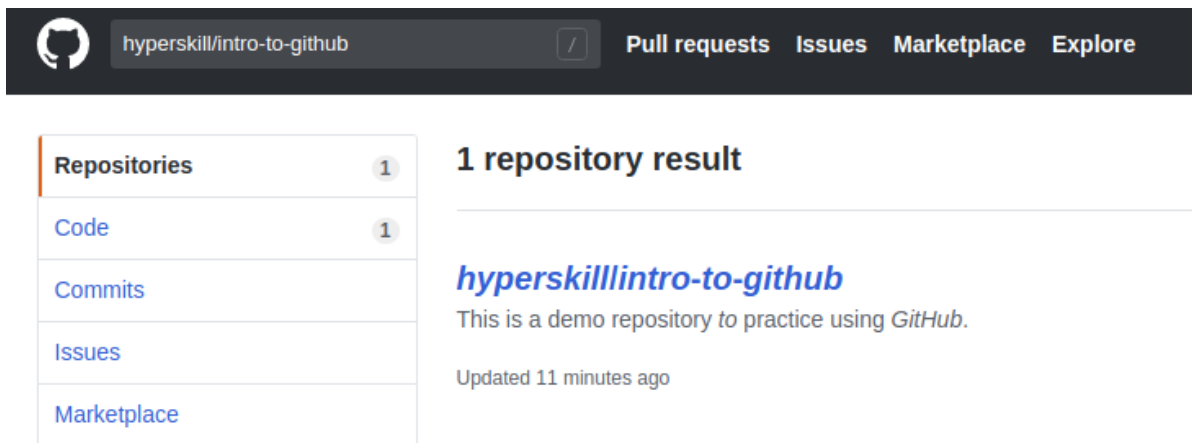 hyperskill/intro-to-github / Pull requests Issues Marketplace Explore
Repositories 1
Code 1
Commits
Issues
Marketplace
1 repository result
hyperskill/intro-to-github
This is a demo repository to practice using GitHub.
Updated 11 minutes ago